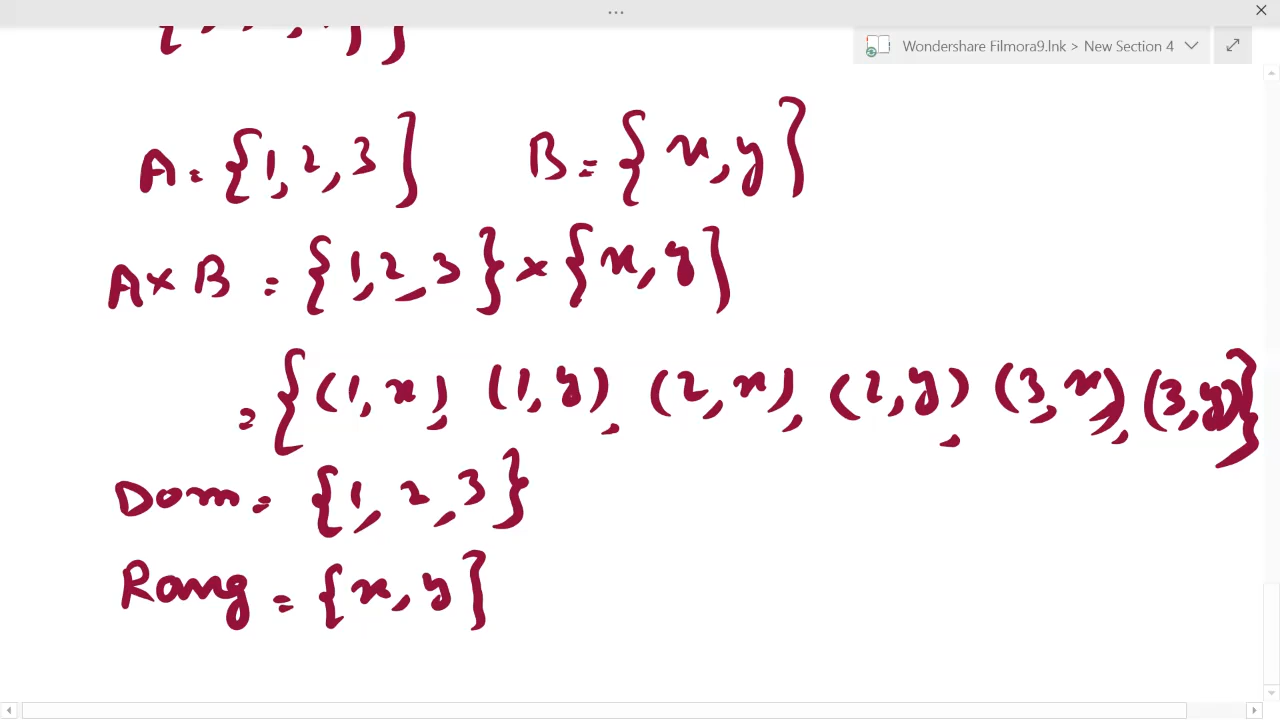 ...
Wondershare Filmora9.lnk > New Section 4
A = {1, 2, 3} B = {x, y}
A × B = {1, 2, 3} × {x, y}
= {(1, x), (1, y), (2, x), (2, y), (3, x), (3, y)}
Dom = {1, 2, 3}
Rang = {x, y}